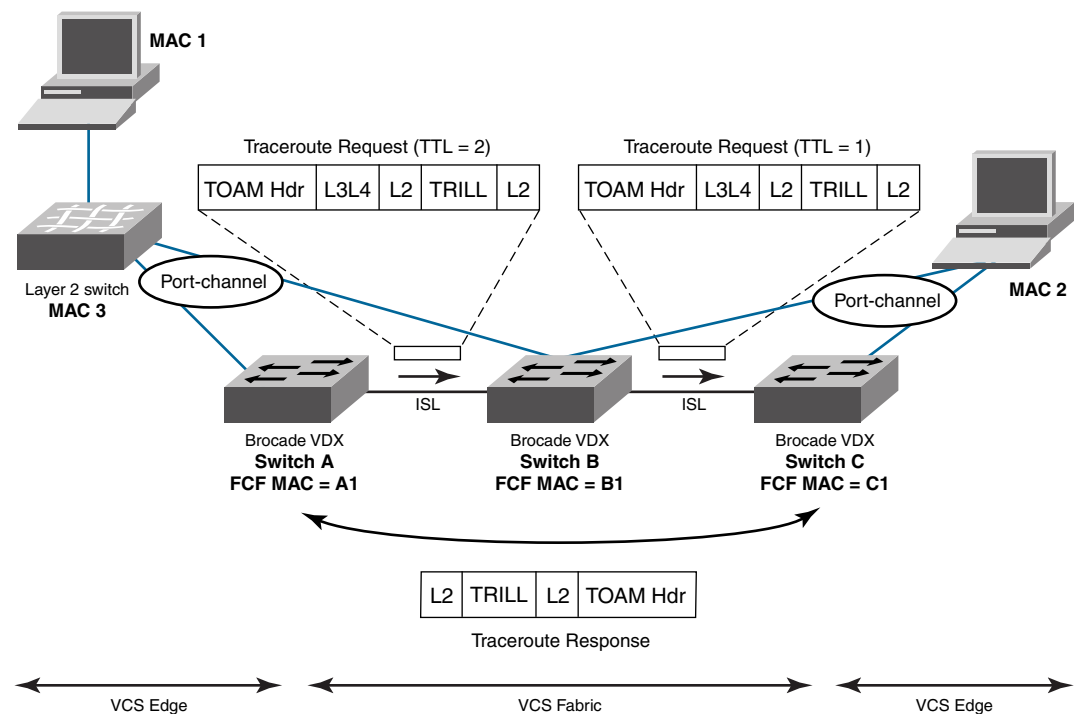 MAC 1
Traceroute Request (TTL = 2)
Traceroute Request (TTL = 1)
TOAM Hdr L3L4 L2 TRILL L2
TOAM Hdr L3L4 L2 TRILL L2
Layer 2 switch
MAC 3
Port-channel
Port-channel
MAC 2
ISL
ISL
Brocade VDX
Switch A
FCF MAC = A1
Brocade VDX
Switch B
FCF MAC = B1
Brocade VDX
Switch C
FCF MAC = C1
L2 TRILL L2 TOAM Hdr
Traceroute Response
VCS Edge
VCS Fabric
VCS Edge